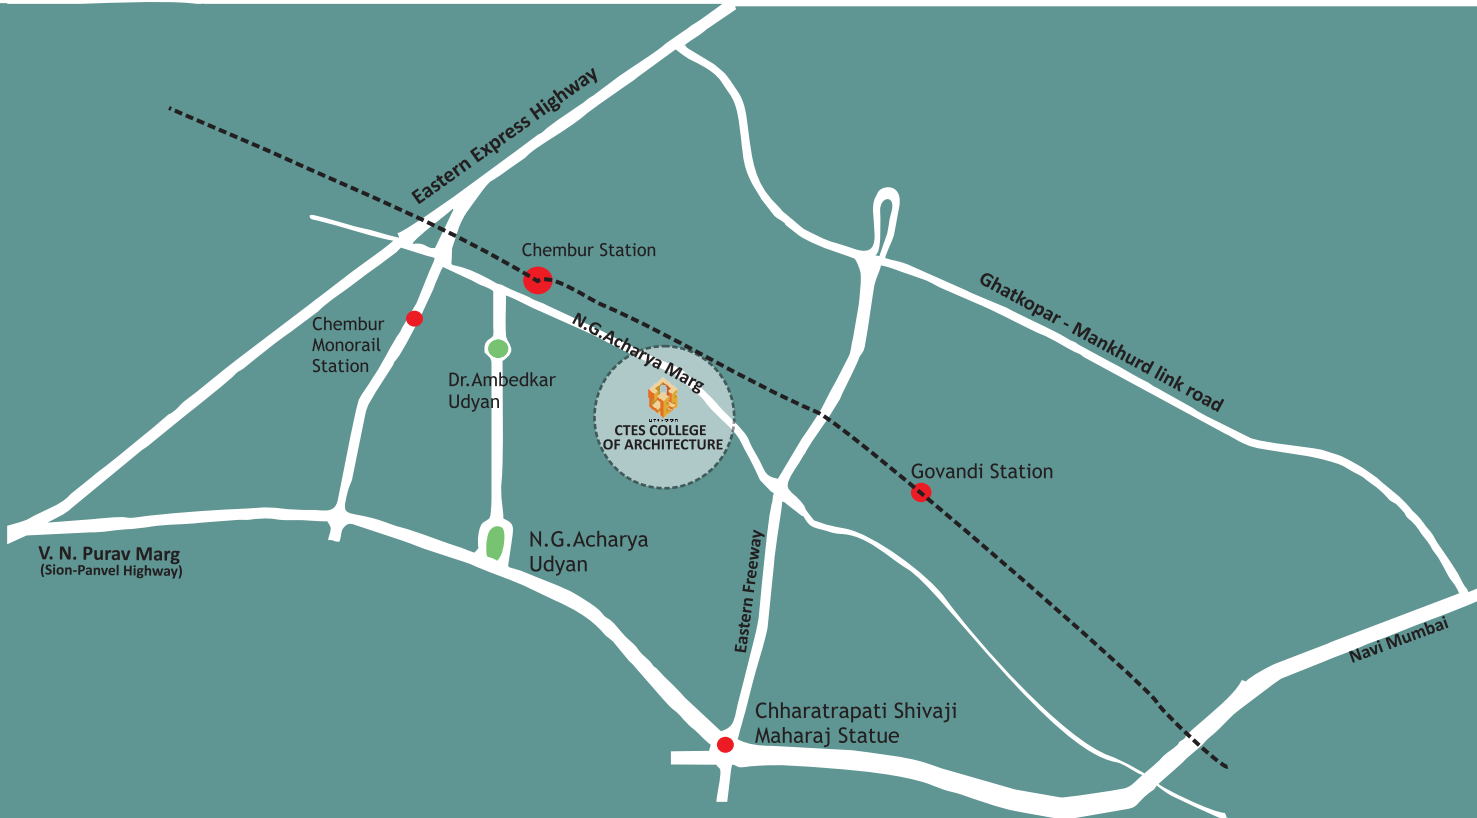 Eastern Express Highway
Chembur Station
Ghatkopar - Mankhurd link road
Chembur
Monorail
Station
N.G.Acharya Marg
Dr.Ambedkar
Udyan
CTES COLLEGE
OF ARCHITECTURE
Govandi Station
V. N. Purav Marg
(Sion-Panvel Highway)
N.G.Acharya
Udyan
Eastern Freeway
Navi Mumbai
Chharatrapati Shivaji
Maharaj Statue